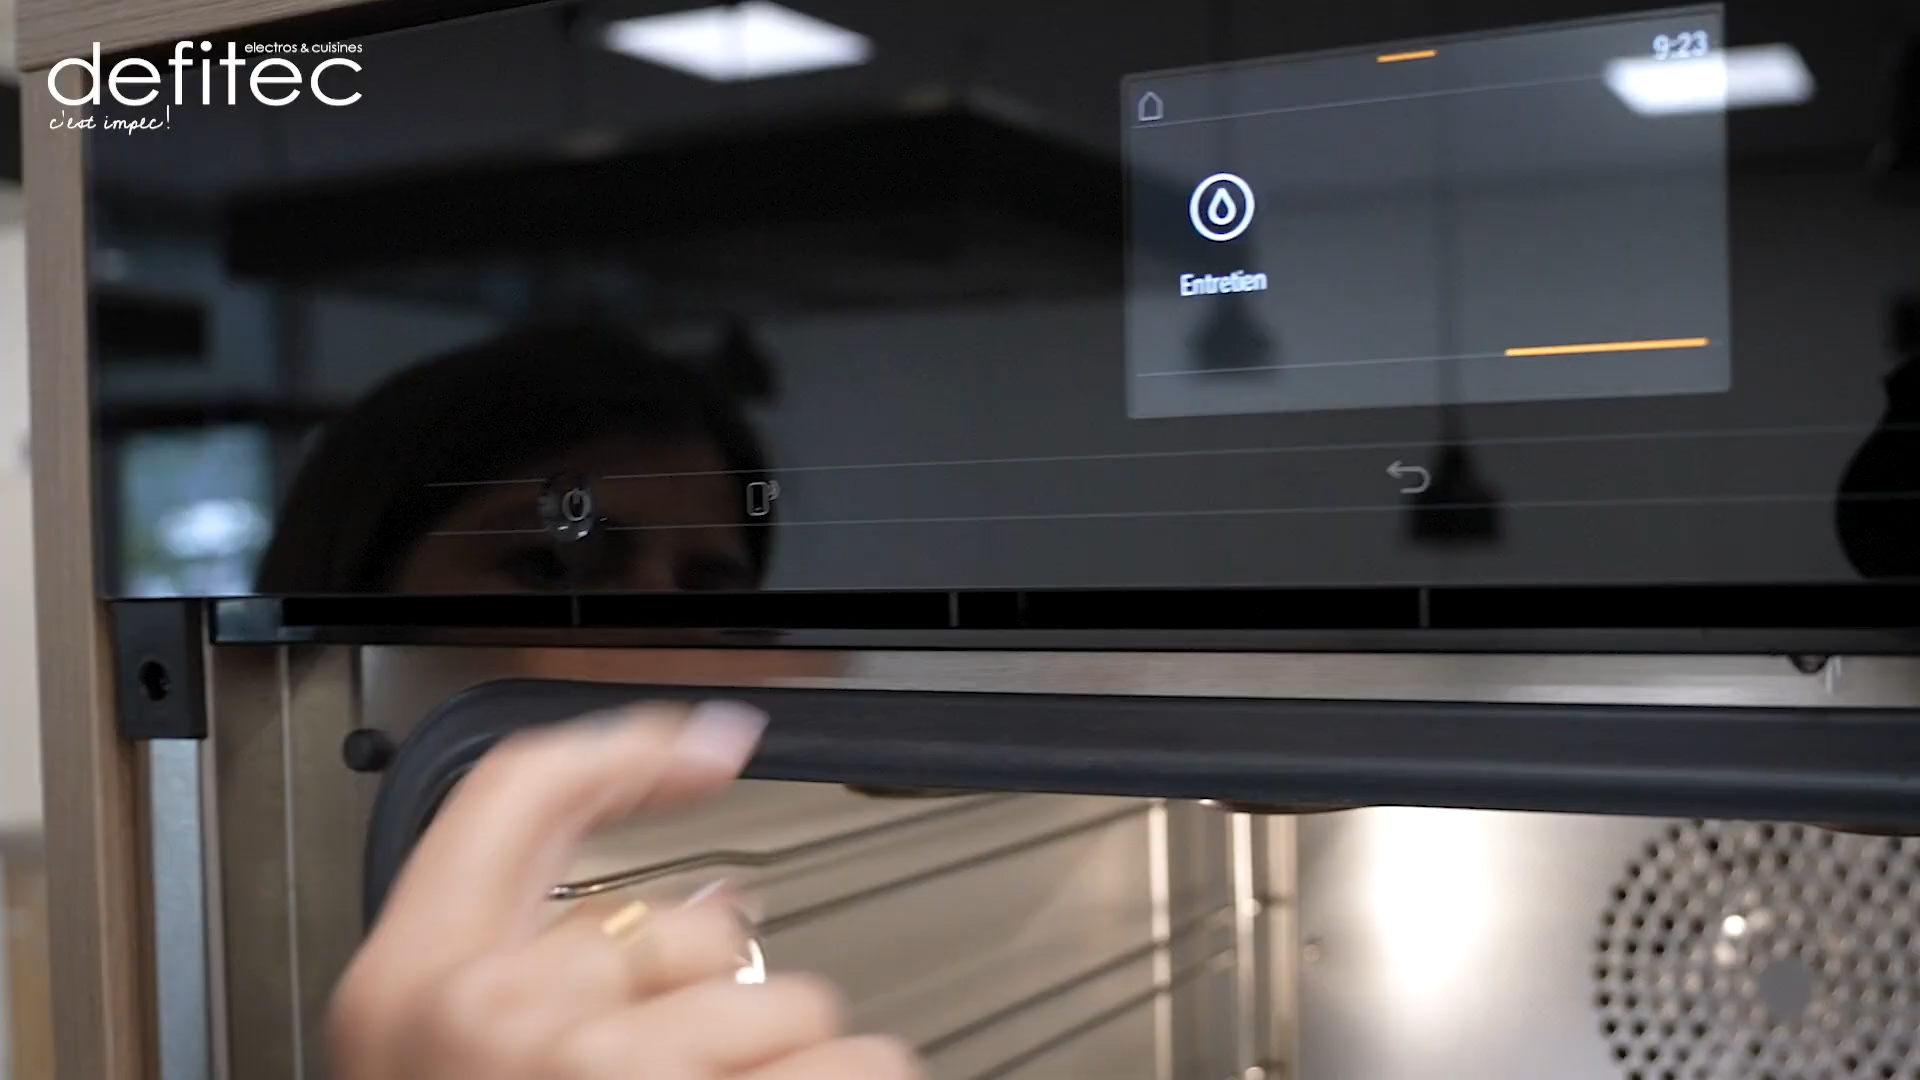 electros & cuisines
defitec
c'est impec!
9:23
Entretien